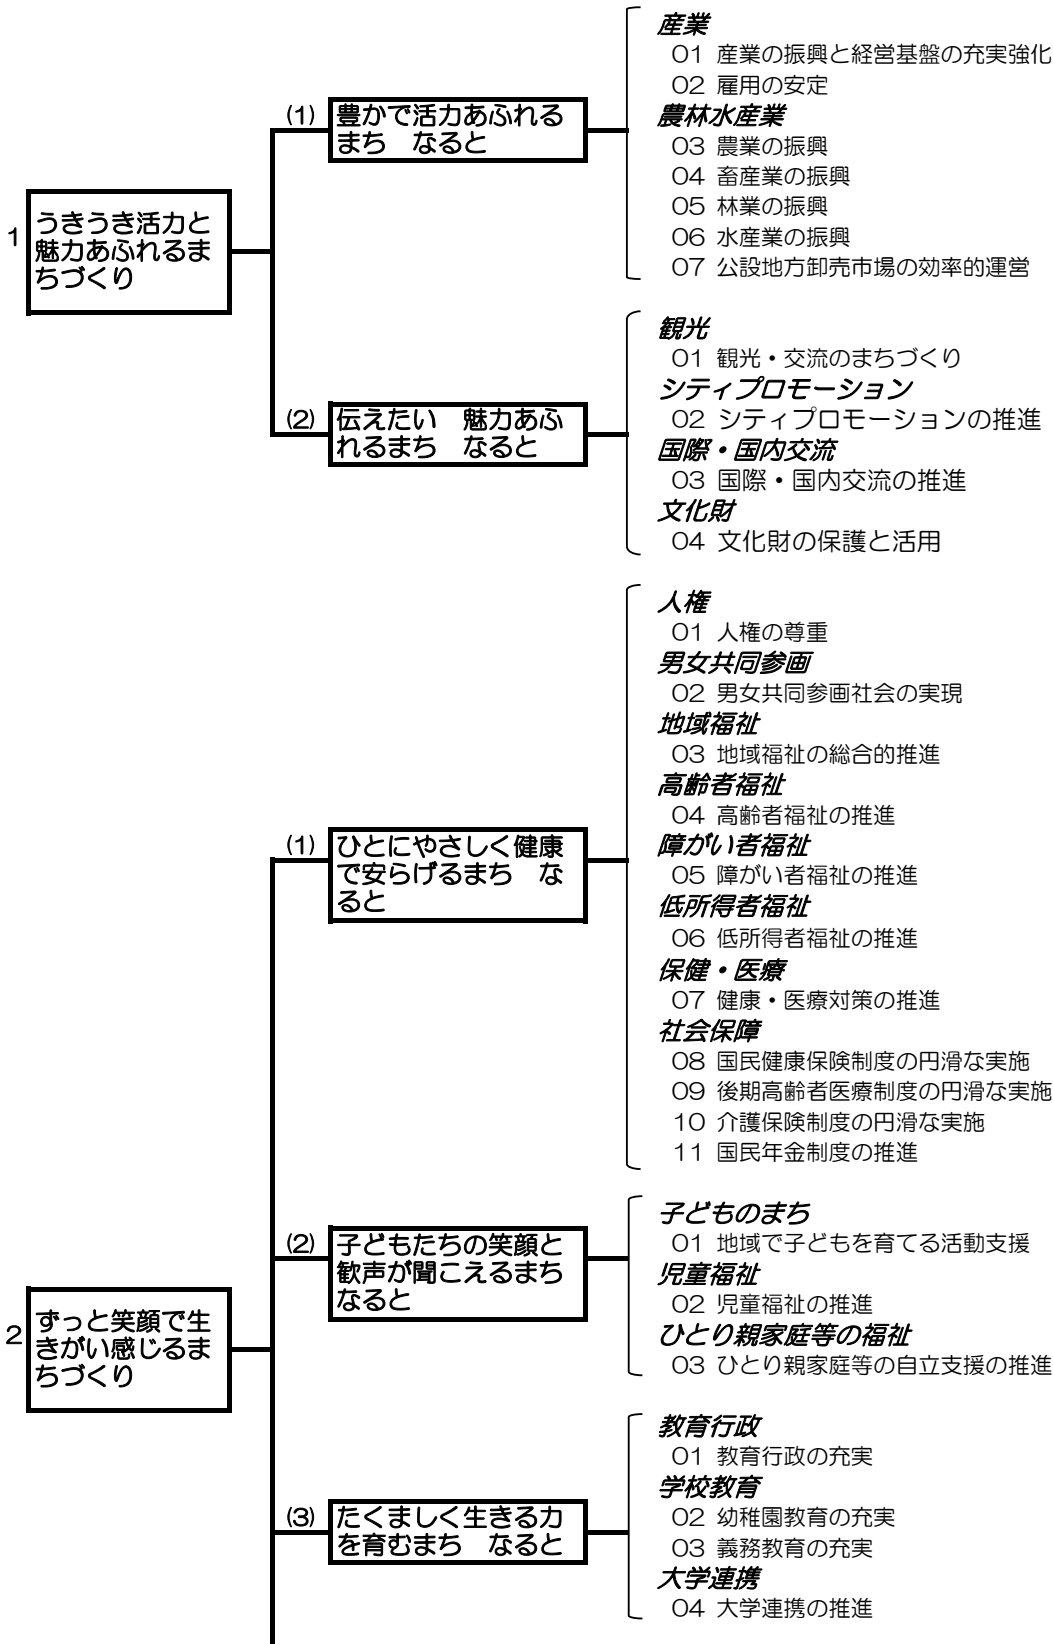 1
うきうき活力と
魅力あふれるま
ちづくり
(1)
豊かで活力あふれる
まち　なると
産業
01 産業の振興と経営基盤の充実強化
02 雇用の安定
農林水産業
03 農業の振興
04 畜産業の振興
05 林業の振興
06 水産業の振興
07 公設地方卸売市場の効率的運営
(2)
伝えたい　魅力あふ
れるまち　なると
観光
01 観光・交流のまちづくり
シティプロモーション
02 シティプロモーションの推進
国際・国内交流
03 国際・国内交流の推進
文化財
04 文化財の保護と活用
2
ずっと笑顔で生
きがい感じるま
ちづくり
(1)
ひとにやさしく健康
で安らげるまち　な
ると
人権
01 人権の尊重
男女共同参画
02 男女共同参画社会の実現
地域福祉
03 地域福祉の総合的推進
高齢者福祉
04 高齢者福祉の推進
障がい者福祉
05 障がい者福祉の推進
低所得者福祉
06 低所得者福祉の推進
保健・医療
07 健康・医療対策の推進
社会保障
08 国民健康保険制度の円滑な実施
09 後期高齢者医療制度の円滑な実施
10 介護保険制度の円滑な実施
11 国民年金制度の推進
(2)
子どもたちの笑顔と
歓声が聞こえるまち
なると
子どものまち
01 地域で子どもを育てる活動支援
児童福祉
02 児童福祉の推進
ひとり親家庭等の福祉
03 ひとり親家庭等の自立支援の推進
(3)
たくましく生きる力
を育むまち　なると
教育行政
01 教育行政の充実
学校教育
02 幼稚園教育の充実
03 義務教育の充実
大学連携
04 大学連携の推進